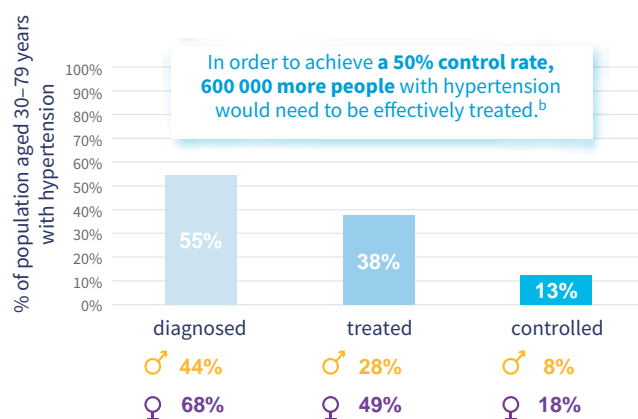 In order to achieve a 50% control rate,
600 000 more people with hypertension
would need to be effectively treated.b
% of population aged 30–79 years
with hypertension
100%
90%
80%
70%
60%
50%
40%
30%
20%
10%
0%
55%
38%
13%
diagnosed treated controlled
♂ 44% ♂ 28% ♂ 8%
♀ 68% ♀ 49% ♀ 18%